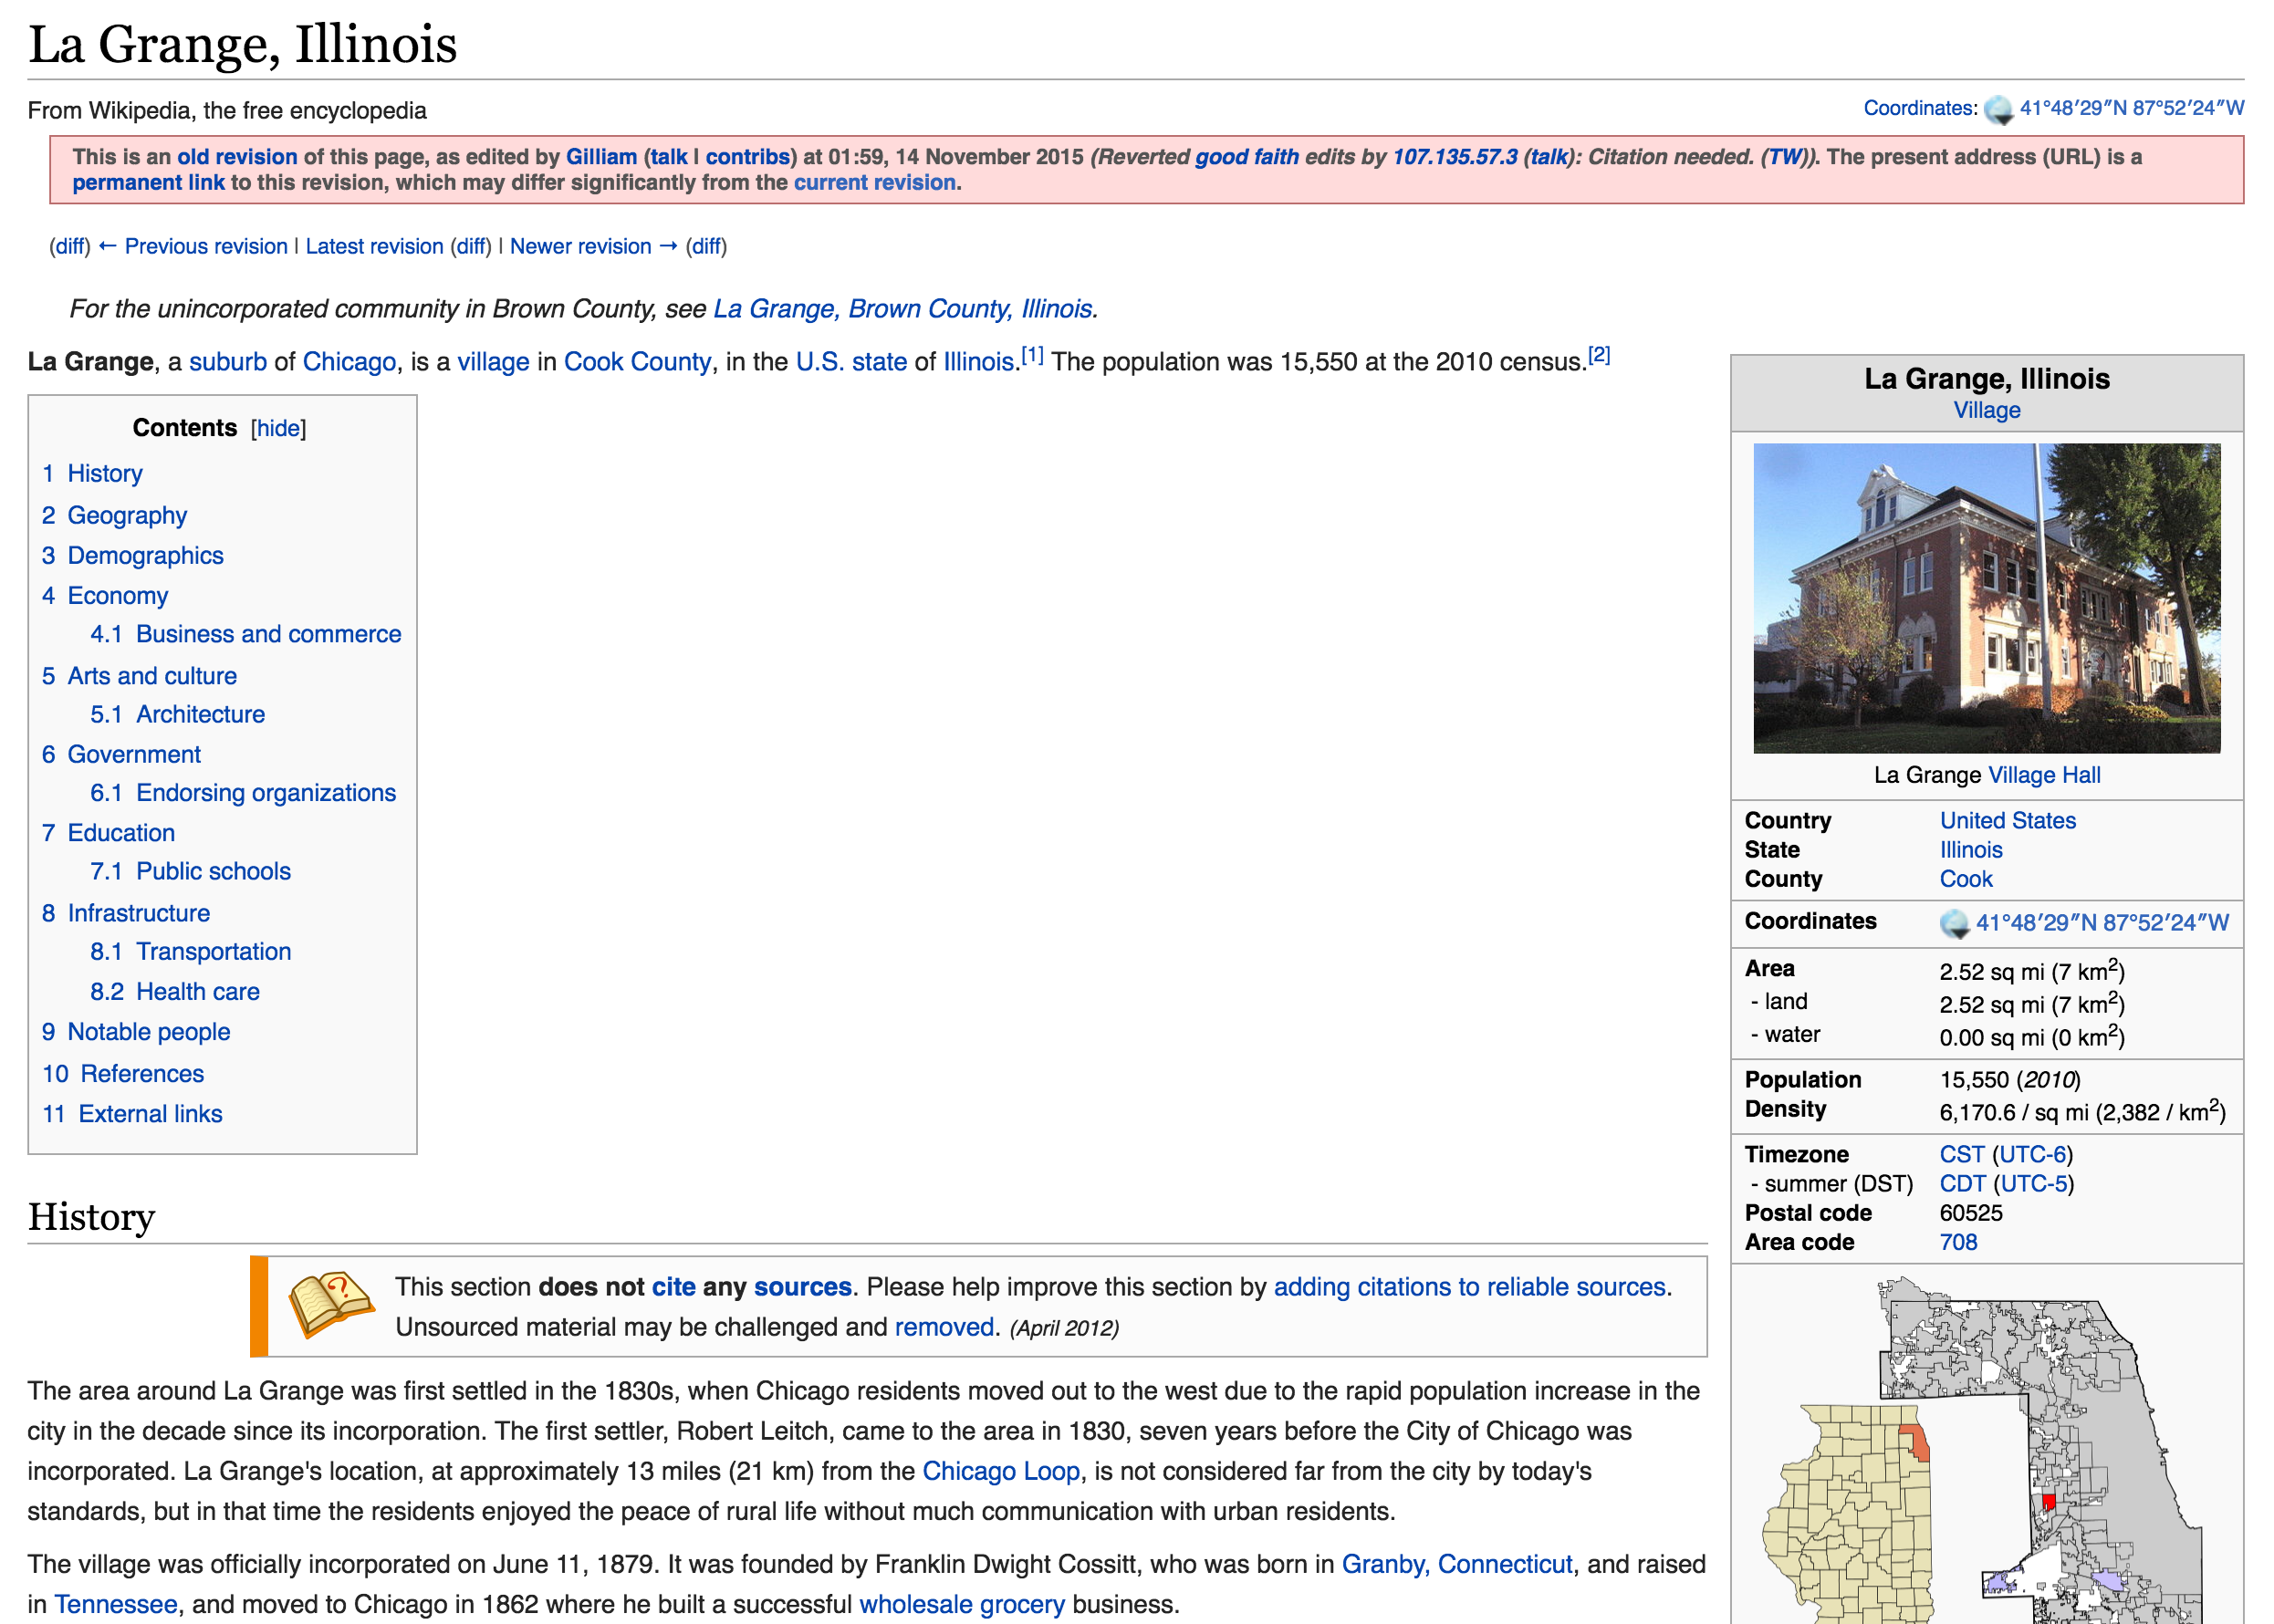 La Grange, Illinois
From Wikipedia, the free encyclopedia
Coordinates: 41°48′29″N 87°52′24″W
This is an old revision of this page, as edited by Gilliam (talk | contribs) at 01:59, 14 November 2015 (Reverted good faith edits by 107.135.57.3 (talk): Citation needed. (TW)). The present address (URL) is a
permanent link to this revision, which may differ significantly from the current revision.
(diff) ← Previous revision | Latest revision (diff) | Newer revision → (diff)
For the unincorporated community in Brown County, see La Grange, Brown County, Illinois.
La Grange, a suburb of Chicago, is a village in Cook County, in the U.S. state of Illinois.[1] The population was 15,550 at the 2010 census.[2]
Contents [hide]
1 History
2 Geography
3 Demographics
4 Economy
4.1 Business and commerce
5 Arts and culture
5.1 Architecture
6 Government
6.1 Endorsing organizations
7 Education
7.1 Public schools
8 Infrastructure
8.1 Transportation
8.2 Health care
9 Notable people
10 References
11 External links
La Grange, Illinois
Village
La Grange Village Hall
Country United States
State Illinois
County Cook
Coordinates 41°48′29″N 87°52′24″W
Area 2.52 sq mi (7 km²)
- land 2.52 sq mi (7 km²)
- water 0.00 sq mi (0 km²)
Population 15,550 (2010)
Density 6,170.6 / sq mi (2,382 / km²)
Timezone CST (UTC-6)
- summer (DST) CDT (UTC-5)
Postal code 60525
Area code 708
History
This section does not cite any sources. Please help improve this section by adding citations to reliable sources.
Unsourced material may be challenged and removed. (April 2012)
The area around La Grange was first settled in the 1830s, when Chicago residents moved out to the west due to the rapid population increase in the
city in the decade since its incorporation. The first settler, Robert Leitch, came to the area in 1830, seven years before the City of Chicago was
incorporated. La Grange's location, at approximately 13 miles (21 km) from the Chicago Loop, is not considered far from the city by today's
standards, but in that time the residents enjoyed the peace of rural life without much communication with urban residents.
The village was officially incorporated on June 11, 1879. It was founded by Franklin Dwight Cossitt, who was born in Granby, Connecticut, and raised
in Tennessee, and moved to Chicago in 1862 where he built a successful wholesale grocery business.